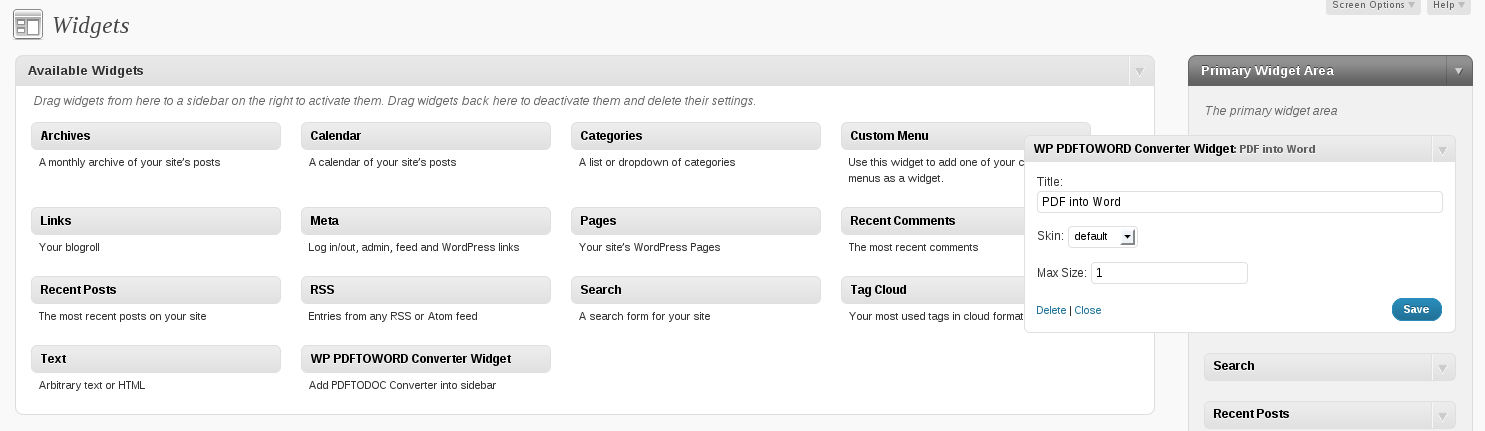 Screen Options
Help
Widgets
Available Widgets
Drag widgets from here to a sidebar on the right to activate them. Drag widgets back here to deactivate them and delete their settings.
Archives
A monthly archive of your site's posts
Calendar
A calendar of your site's posts
Categories
A list or dropdown of categories
Custom Menu
Use this widget to add one of your c
menus as a widget.
Links
Your blogroll
Meta
Log in/out, admin, feed and WordPress links
Pages
Your site's WordPress Pages
Recent Comments
The most recent comments
Recent Posts
The most recent posts on your site
RSS
Entries from any RSS or Atom feed
Search
A search form for your site
Tag Cloud
Your most used tags in cloud format
Text
Arbitrary text or HTML
WP PDFTOWORD Converter Widget
Add PDFTODOC Converter into sidebar
Primary Widget Area
The primary widget area
WP PDFTOWORD Converter Widget: PDF into Word
Title:
PDF into Word
Skin: default
Max Size: 1
Delete | Close
Save
Search
Recent Posts